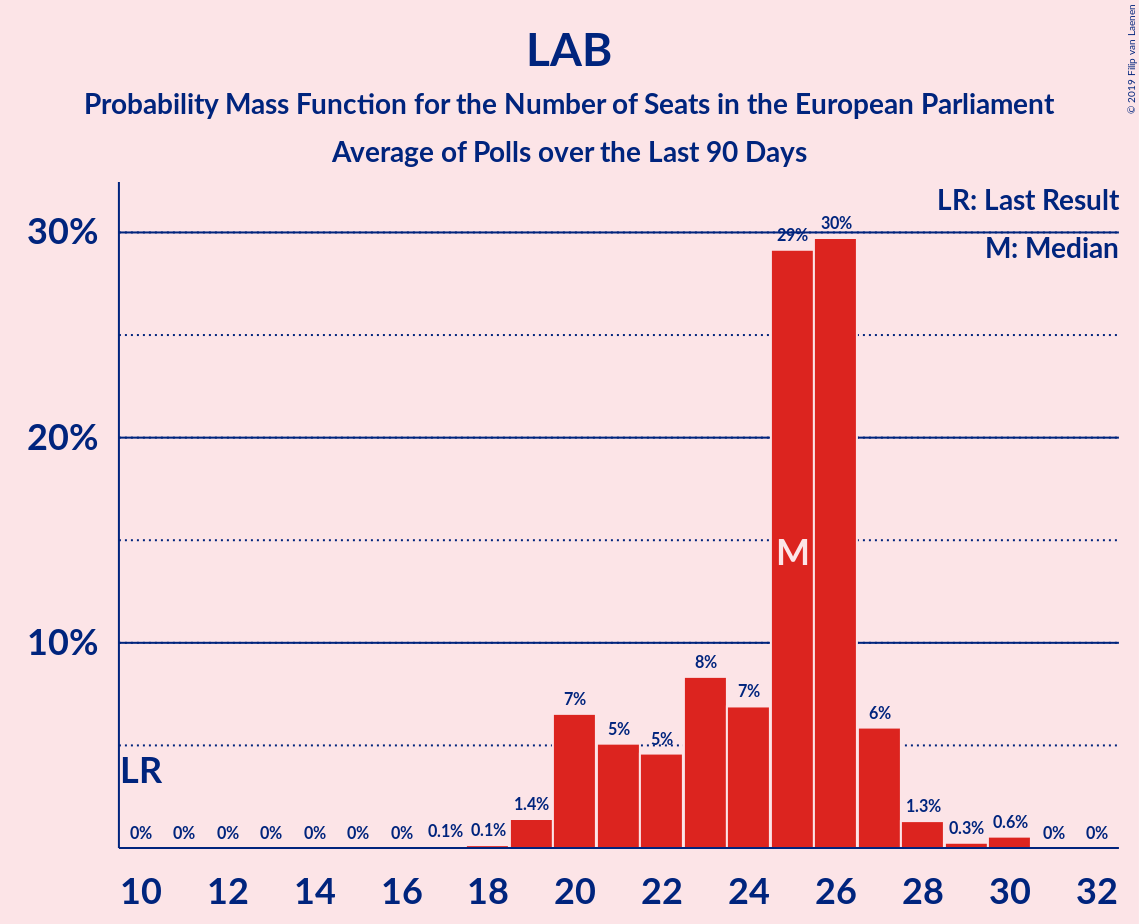 LAB
Probability Mass Function for the Number of Seats in the European Parliament
Average of Polls over the Last 90 Days
© 2019 Filip van Laenen
LR: Last Result
M: Median
30%
20%
10%
29%
30%
M
8%
7%
7%
6%
5%
5%
LR
0%
0%
0%
0%
0%
0%
0%
0.1%
0.1%
1.4%
1.3%
0.3%
0.6%
0%
0%
10 12 14 16 18 20 22 24 26 28 30 32